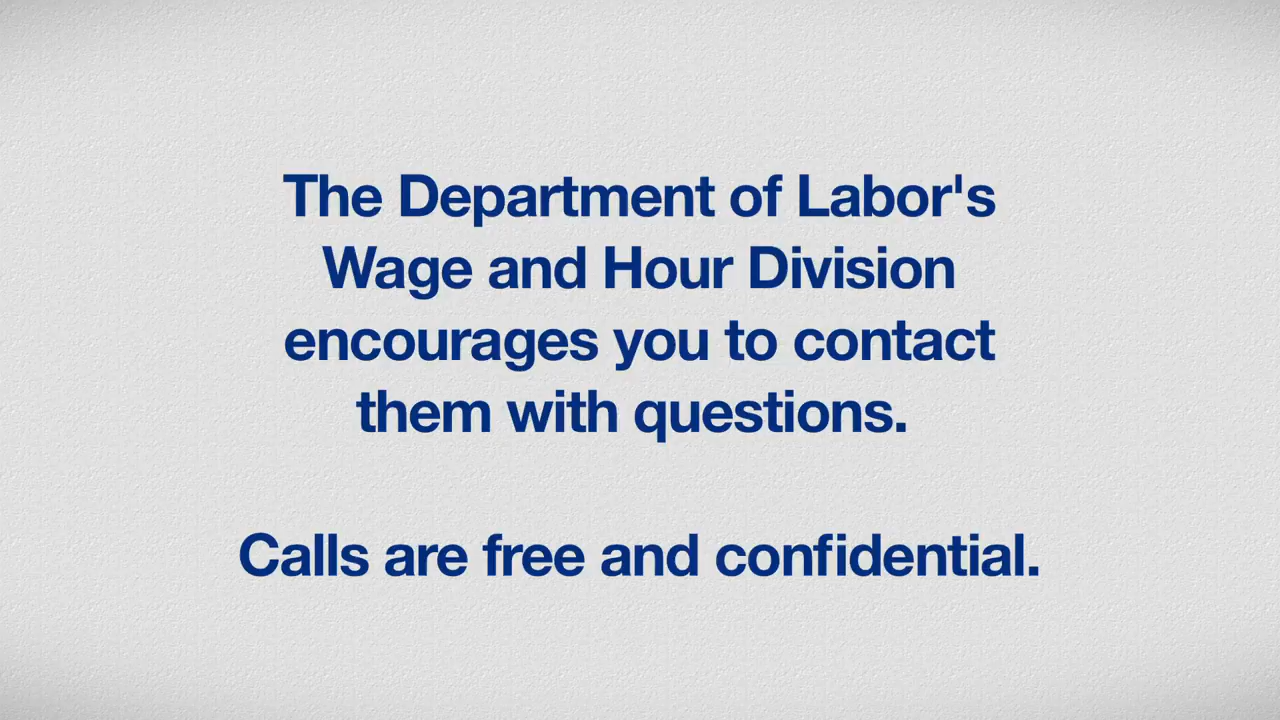 The Department of Labor's
Wage and Hour Division
encourages you to contact
them with questions.
Calls are free and confidential.